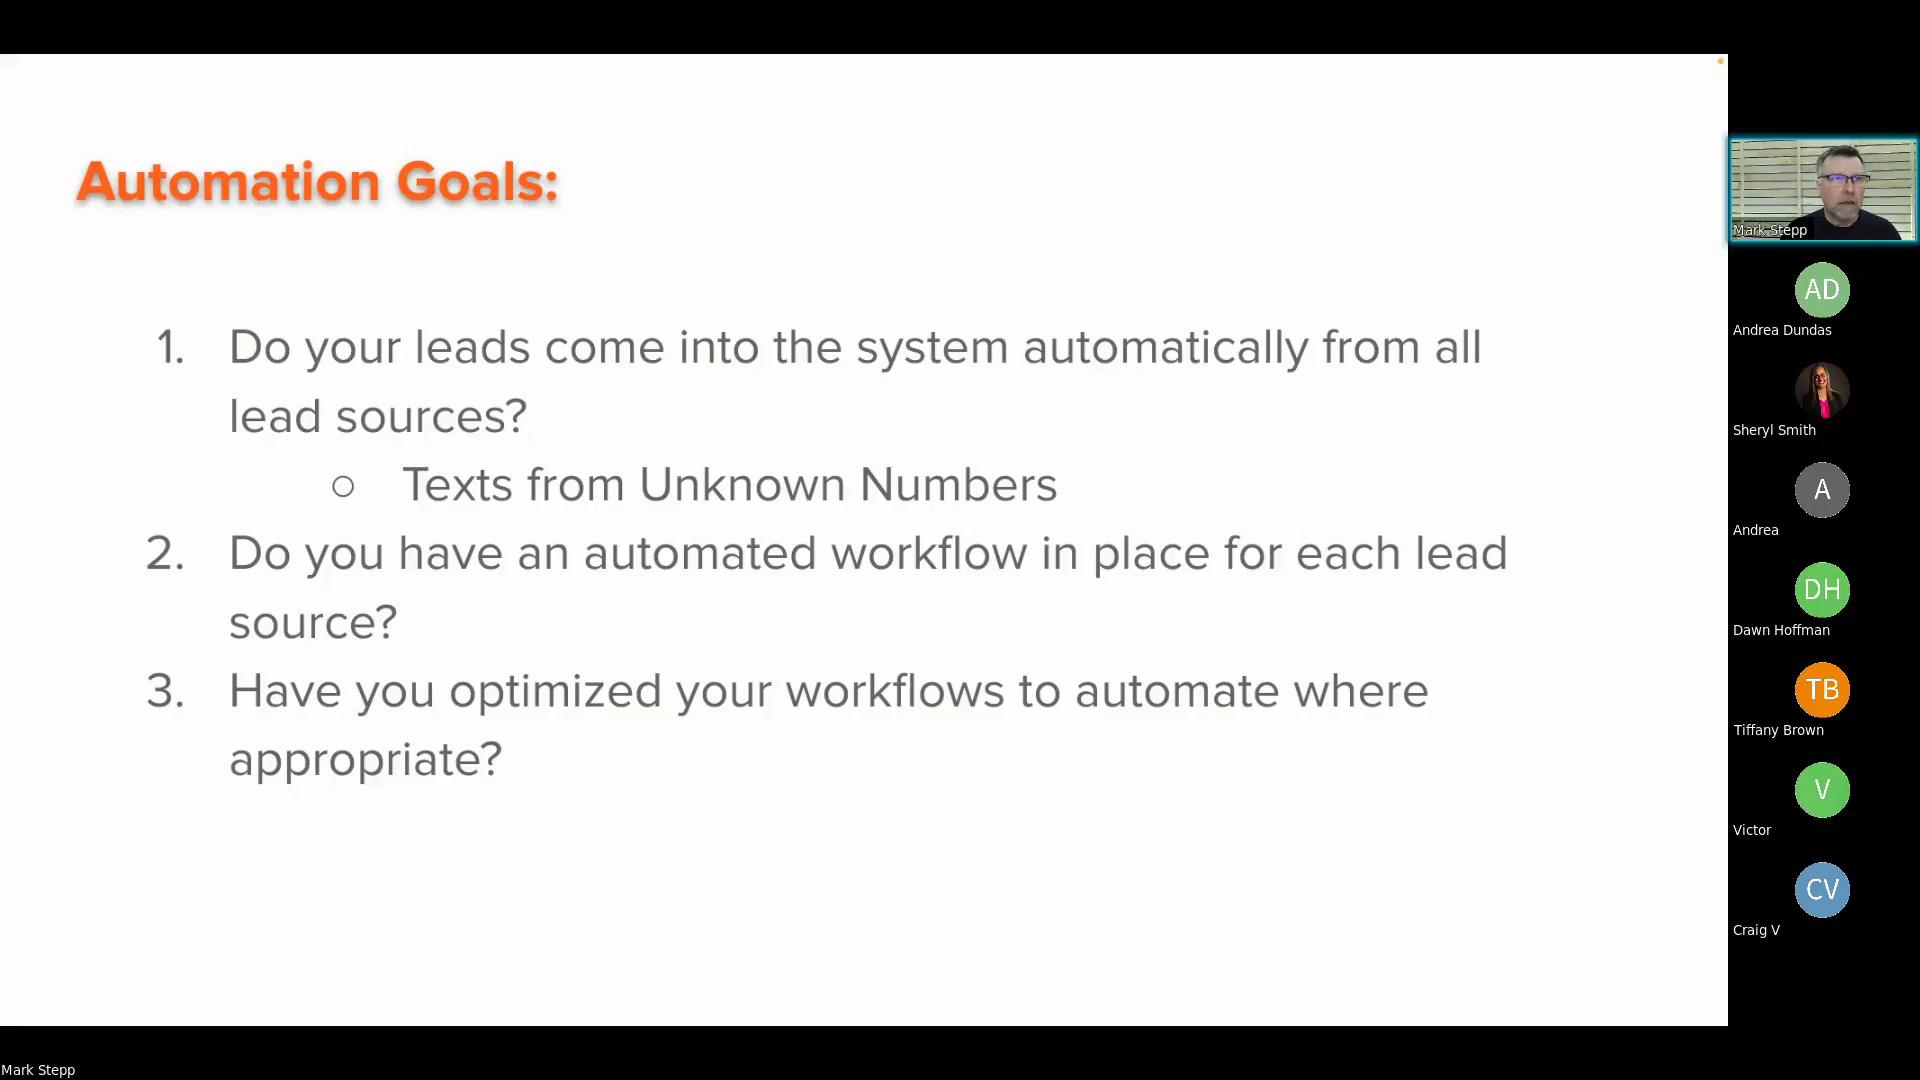 Automation Goals:
1. Do your leads come into the system automatically from all
lead sources?
○ Texts from Unknown Numbers
2. Do you have an automated workflow in place for each lead
source?
3. Have you optimized your workflows to automate where
appropriate?
Mark Stepp
AD
Andrea Dundas
Sheryl Smith
A
Andrea
DH
Dawn Hoffman
TB
Tiffany Brown
V
Victor
CV
Craig V
Mark Stepp